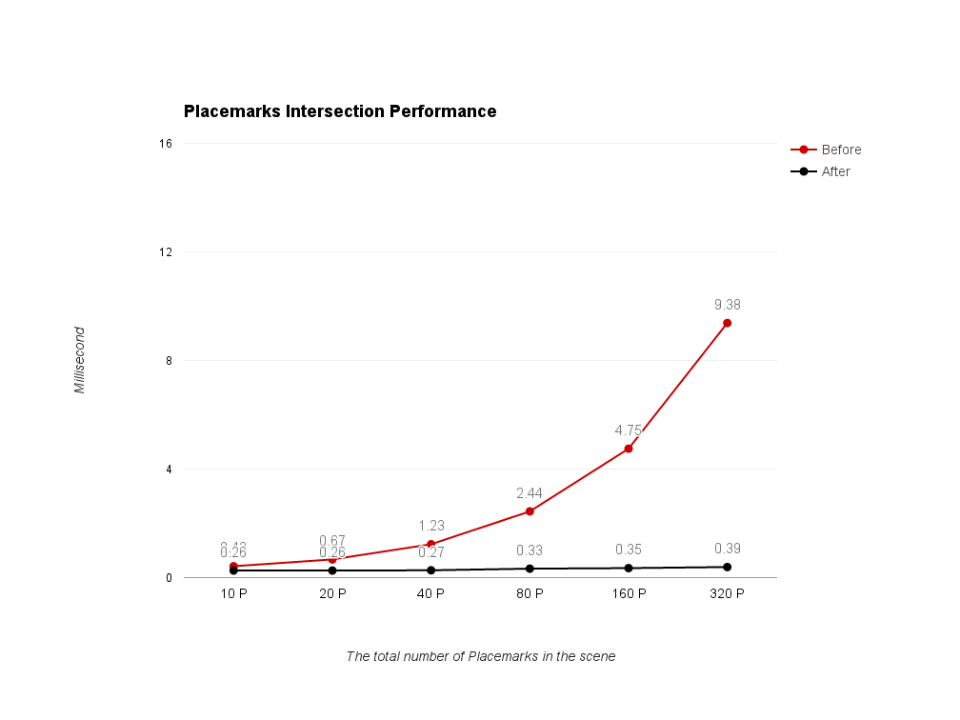 Placemarks Intersection Performance
16
Before
After
12
9.38
Millisecond
8
4.75
4
2.44
1.23
0.67
0.26
0.26
0.27
0.33
0.35
0.39
0
10 P
20 P
40 P
80 P
160 P
320 P
The total number of Placemarks in the scene